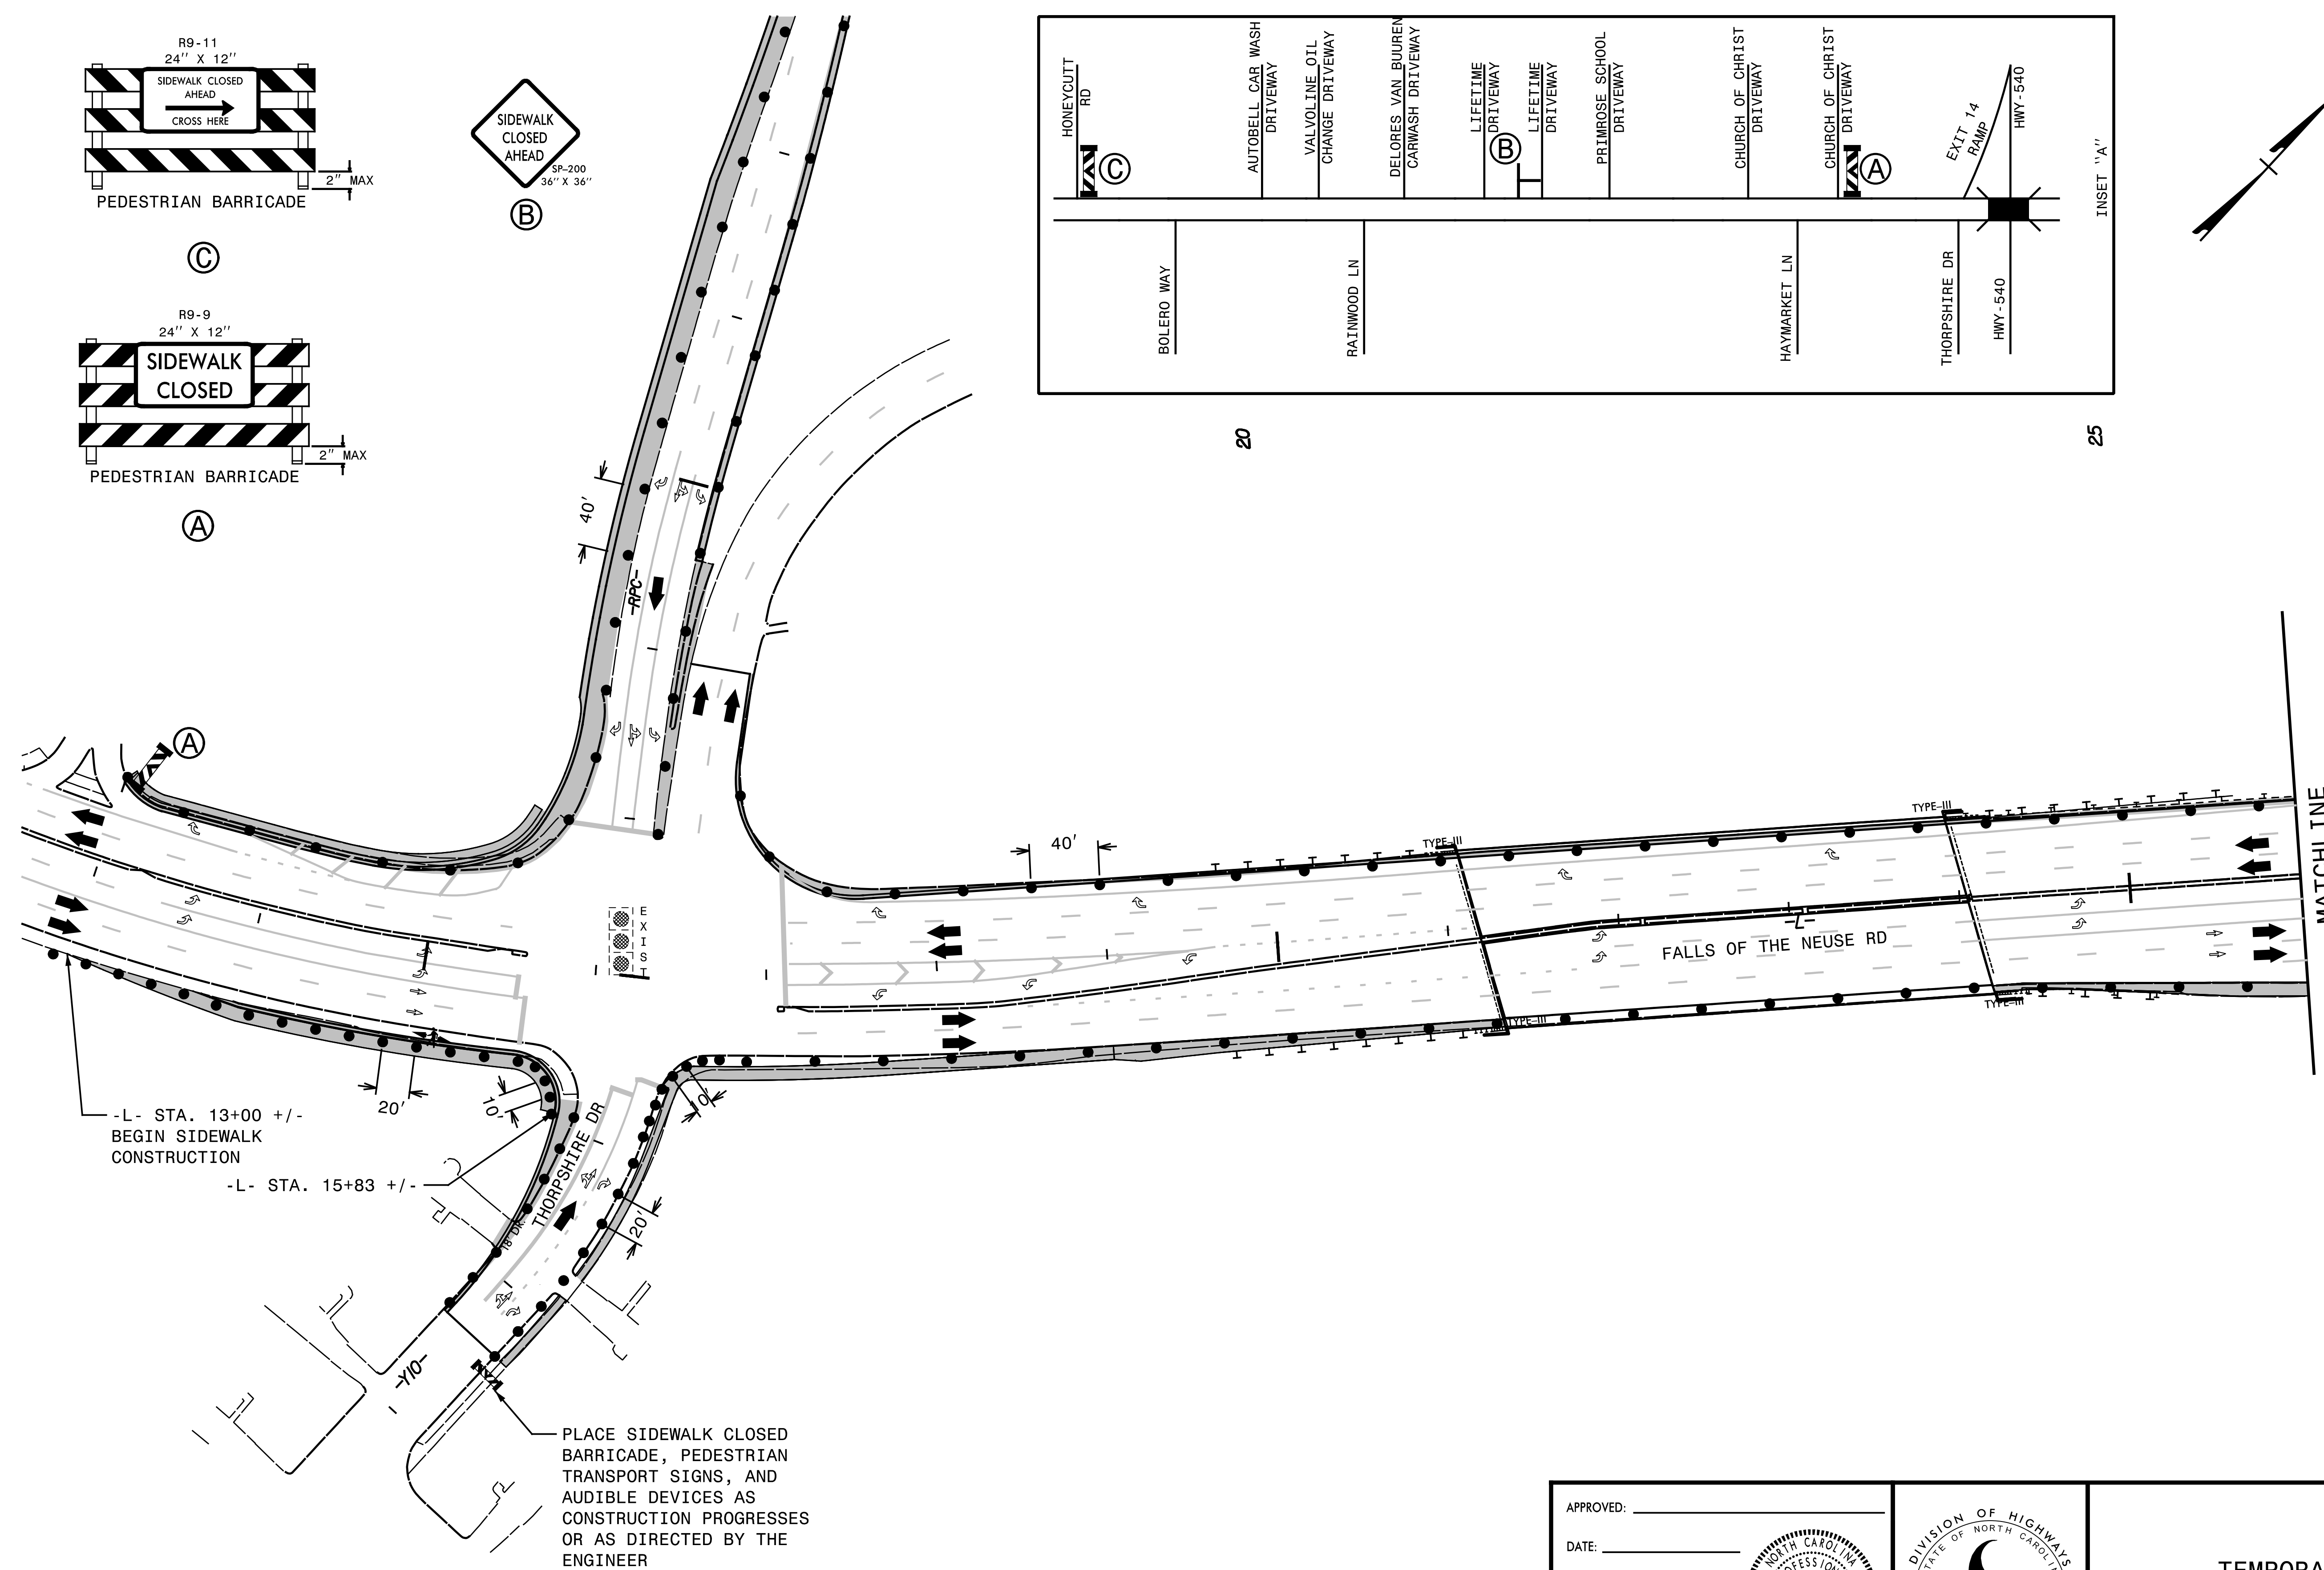 R9-11
24'' X 12''
SIDEWALK CLOSED
AHEAD
CROSS HERE
2" MAX
PEDESTRIAN BARRICADE
C
SIDEWALK
CLOSED
AHEAD
SP-200
36'' X 36''
B
R9-9
24'' X 12''
SIDEWALK
CLOSED
2" MAX
PEDESTRIAN BARRICADE
A
HONEYCUTT
RD
C
AUTOBELL CAR WASH
DRIVEWAY
VALVOLINE OIL
CHANGE DRIVEWAY
DELORES VAN BUUREN
CARWASH DRIVEWAY
LIFETIME
DRIVEWAY
B
LIFETIME
DRIVEWAY
PRIMROSE SCHOOL
DRIVEWAY
CHURCH OF CHRIST
DRIVEWAY
CHURCH OF CHRIST
DRIVEWAY
A
EXIT 14
RAMP
HWY-540
INSET "A"
BOLERO WAY
RAINWOOD LN
HAYMARKET LN
THORPSHIRE DR
HWY-540
20
25
40'
-RPC-
A
EXIST
40'
TYPE-III
TYPE-III
-L-
FALLS OF THE NEUSE RD
TYPE-III
TYPE-III
MATCHLINE
20'
10'
10'
-L- STA. 13+00 +/-
BEGIN SIDEWALK
CONSTRUCTION
-L- STA. 15+83 +/-
THORPSHIRE DR
20'
-Y10-
PLACE SIDEWALK CLOSED
BARRICADE, PEDESTRIAN
TRANSPORT SIGNS, AND
AUDIBLE DEVICES AS
CONSTRUCTION PROGRESSES
OR AS DIRECTED BY THE
ENGINEER
APPROVED:
DATE:
NORTH CAROLINA
DIVISION OF HIGHWAYS